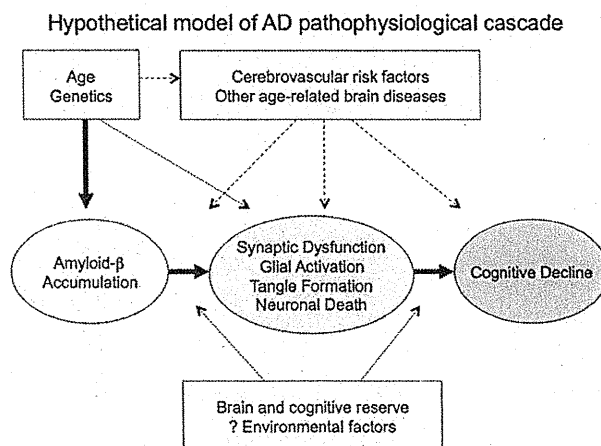 Hypothetical model of AD pathophysiological cascade
Age
Genetics
Cerebrovascular risk factors
Other age-related brain diseases
Amyloid-β
Accumulation
Synaptic Dysfunction
Glial Activation
Tangle Formation
Neuronal Death
Cognitive Decline
Brain and cognitive reserve
? Environmental factors